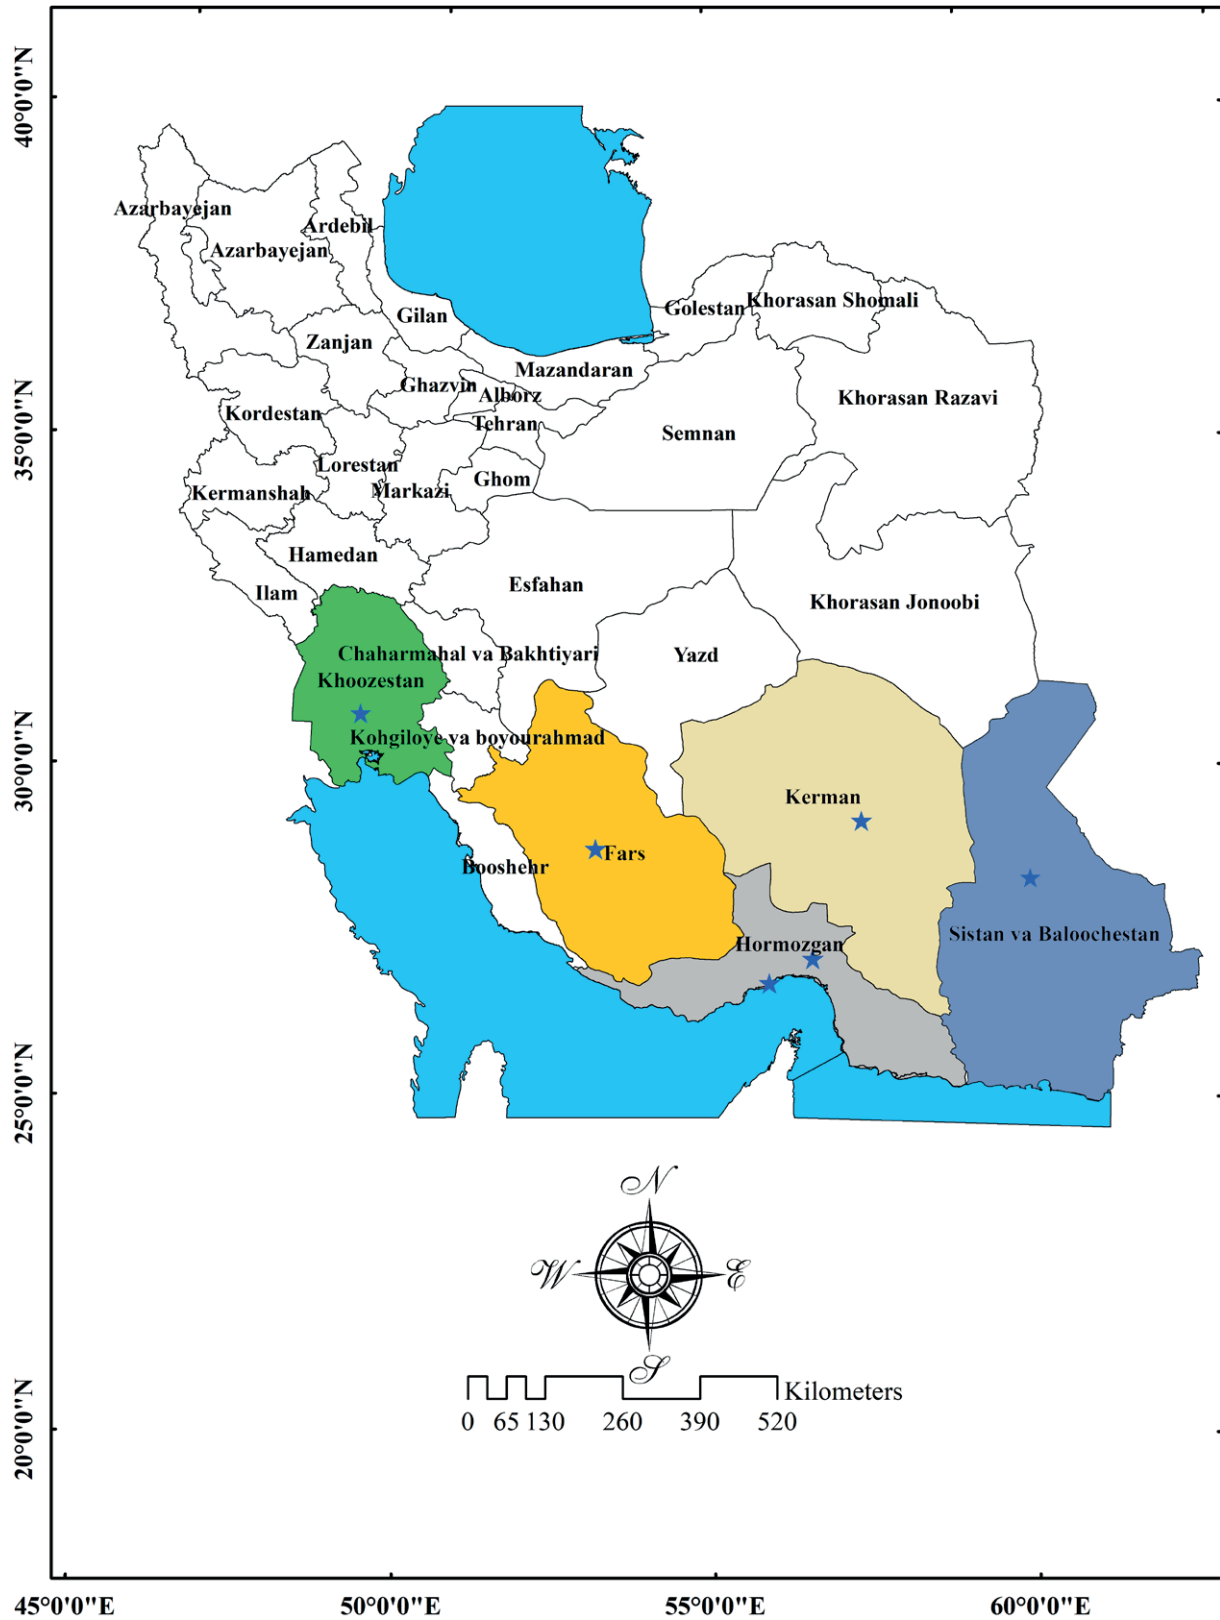 40°0'0"N
35°0'0"N
30°0'0"N
25°0'0"N
20°0'0"N
Azarbayejan
Ardebil
Azarbayejan
Gilan
Golestan
Khorasan Shomali
Zanjan
Mazandaran
Ghazvin
Alborz
Khorasan Razavi
Kordestan
Tehran
Semnan
Lorestan
Kermanshah
Markazi
Ghom
Hamedan
Esfahan
Ilam
Khorasan Jonoobi
Chaharmahal va Bakhtiyari
Yazd
Khoozestan
Kohgiloye va boyourahmad
Kerman
Fars
Booshehr
Hormozgan
Sistan va Baloochestan
N
W
E
S
Kilometers
0 65 130 260 390 520
45°0'0"E 50°0'0"E 55°0'0"E 60°0'0"E